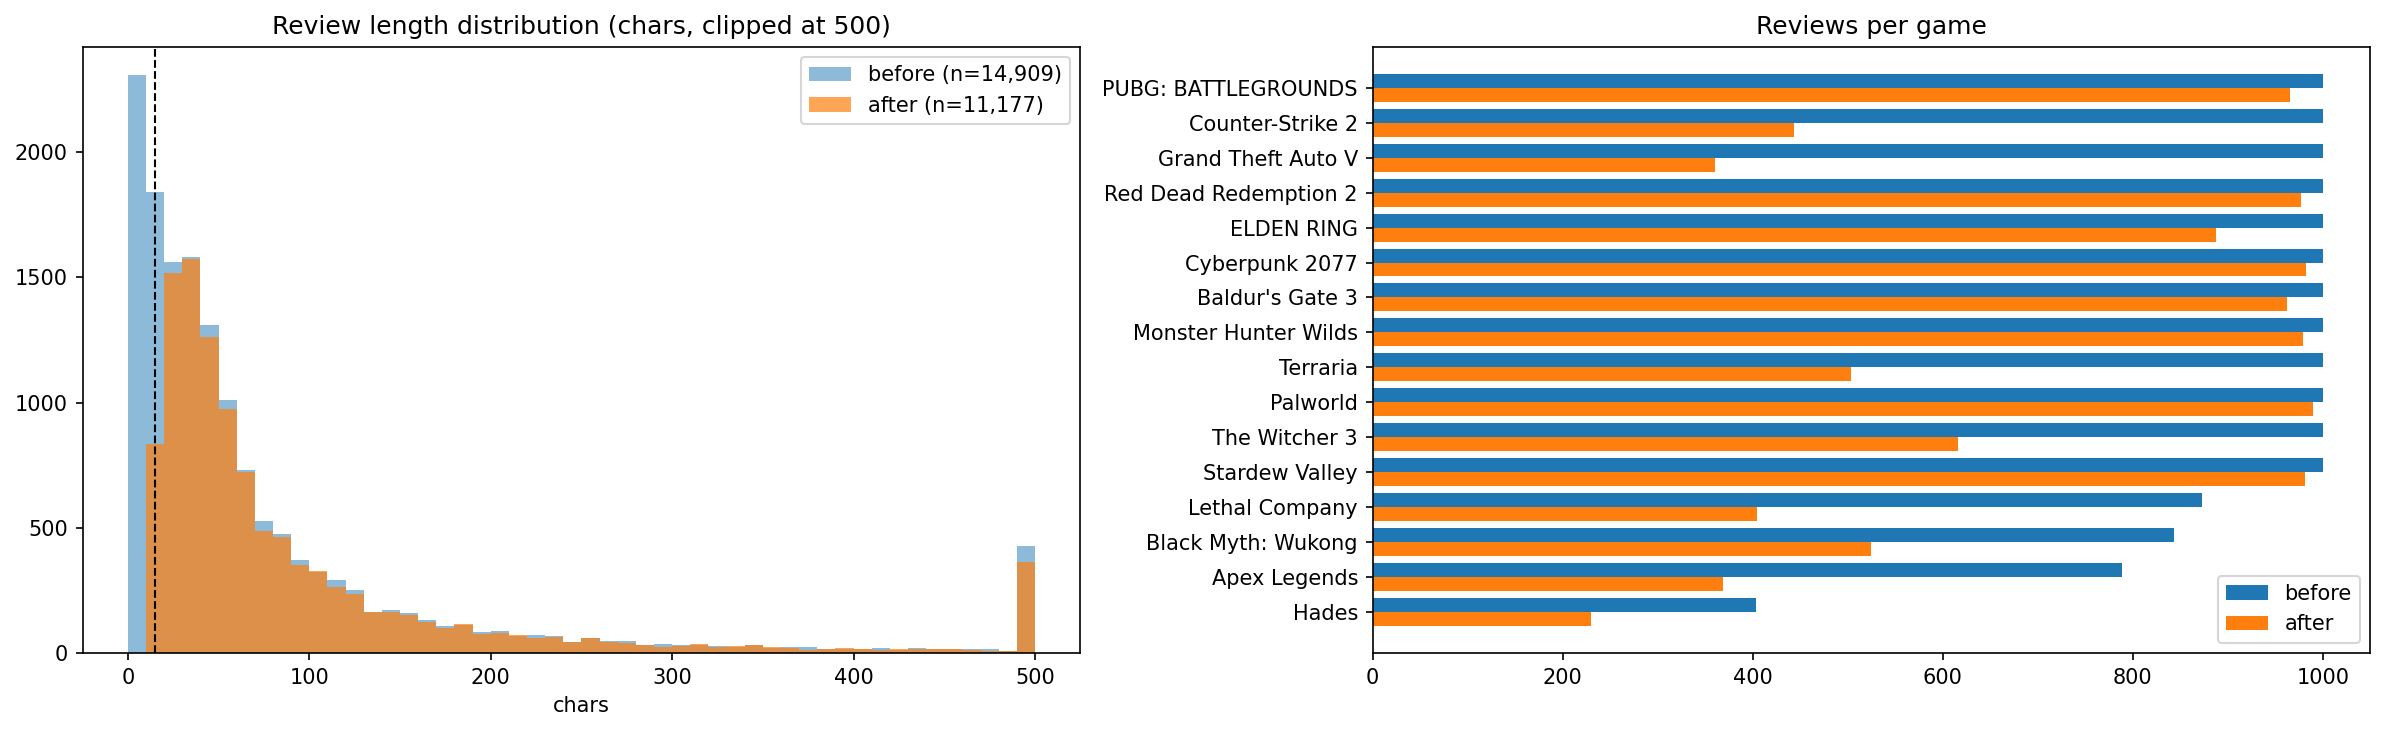 Review length distribution (chars, clipped at 500)
before (n=14,909)
after (n=11,177)
2000
1500
1000
500
0
0 100 200 300 400 500
chars
Reviews per game
PUBG: BATTLEGROUNDS
Counter-Strike 2
Grand Theft Auto V
Red Dead Redemption 2
ELDEN RING
Cyberpunk 2077
Baldur's Gate 3
Monster Hunter Wilds
Terraria
Palworld
The Witcher 3
Stardew Valley
Lethal Company
Black Myth: Wukong
Apex Legends
Hades
before
after
0 200 400 600 800 1000